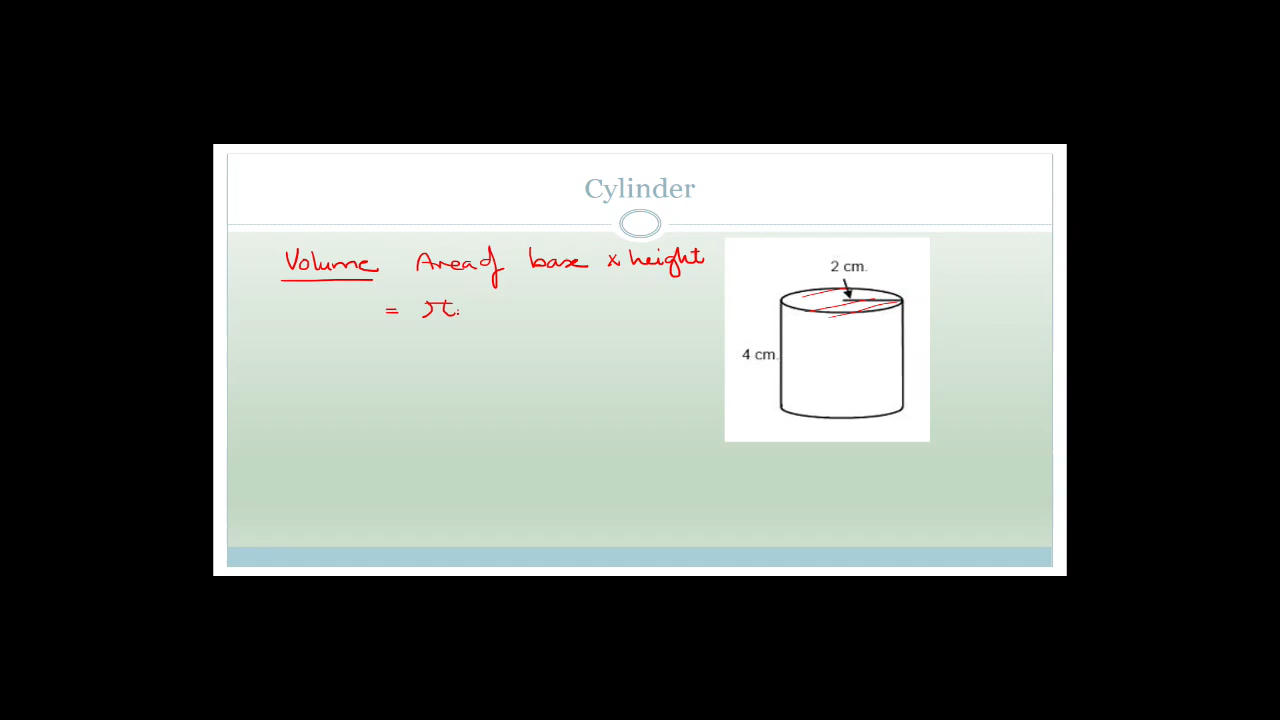 Cylinder
Volume Area of base × height
= π
2 cm.
4 cm.